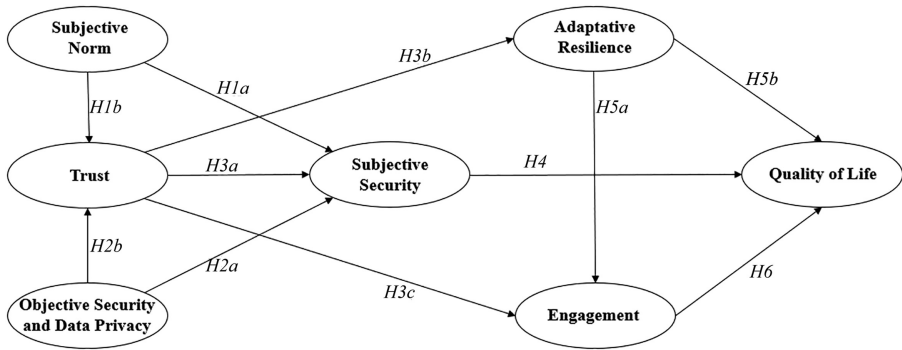 Subjective
Norm
Adaptative
Resilience
H3b
H5b
H1b
H1a
H5a
Trust
H3a
Subjective
Security
H4
Quality of Life
H2b
H2a
H3c
H6
Objective Security
and Data Privacy
Engagement